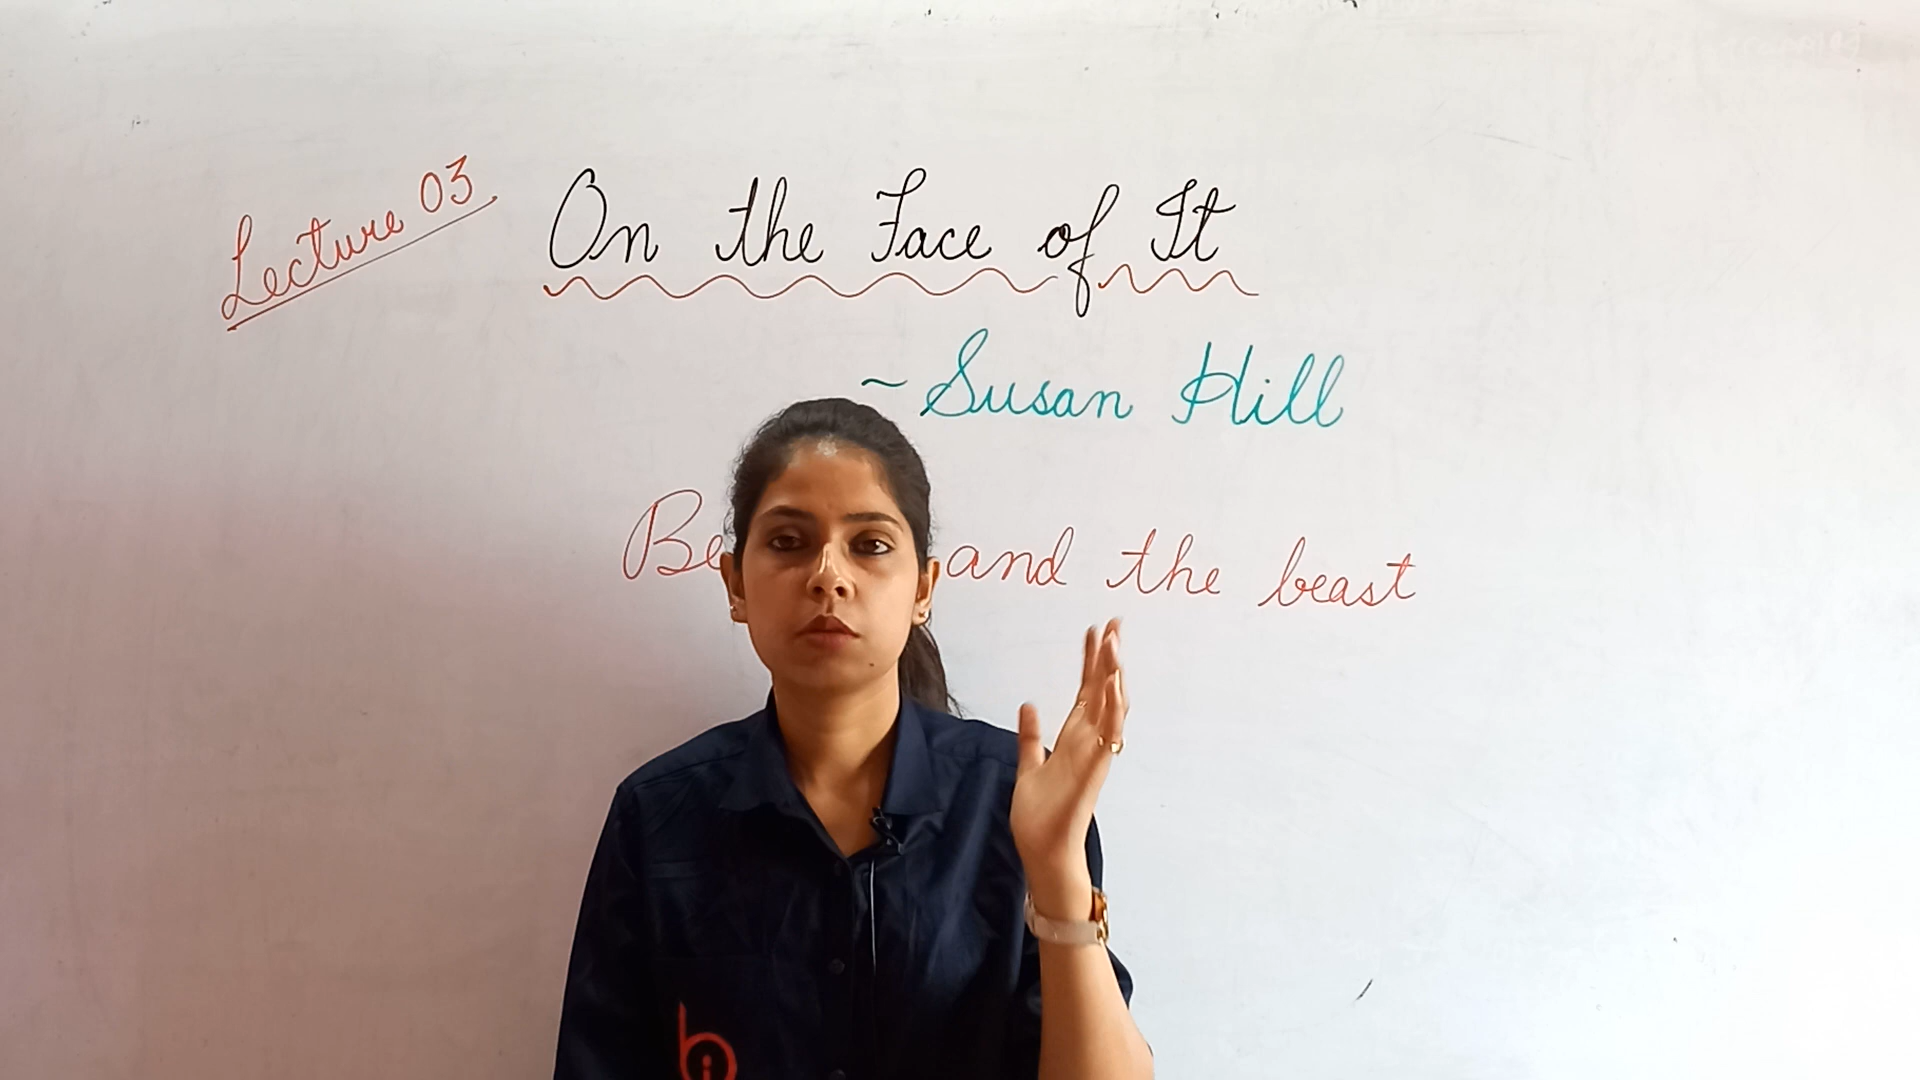 Lecture 03
On the Face of It
~ Susan Hill
and the beast